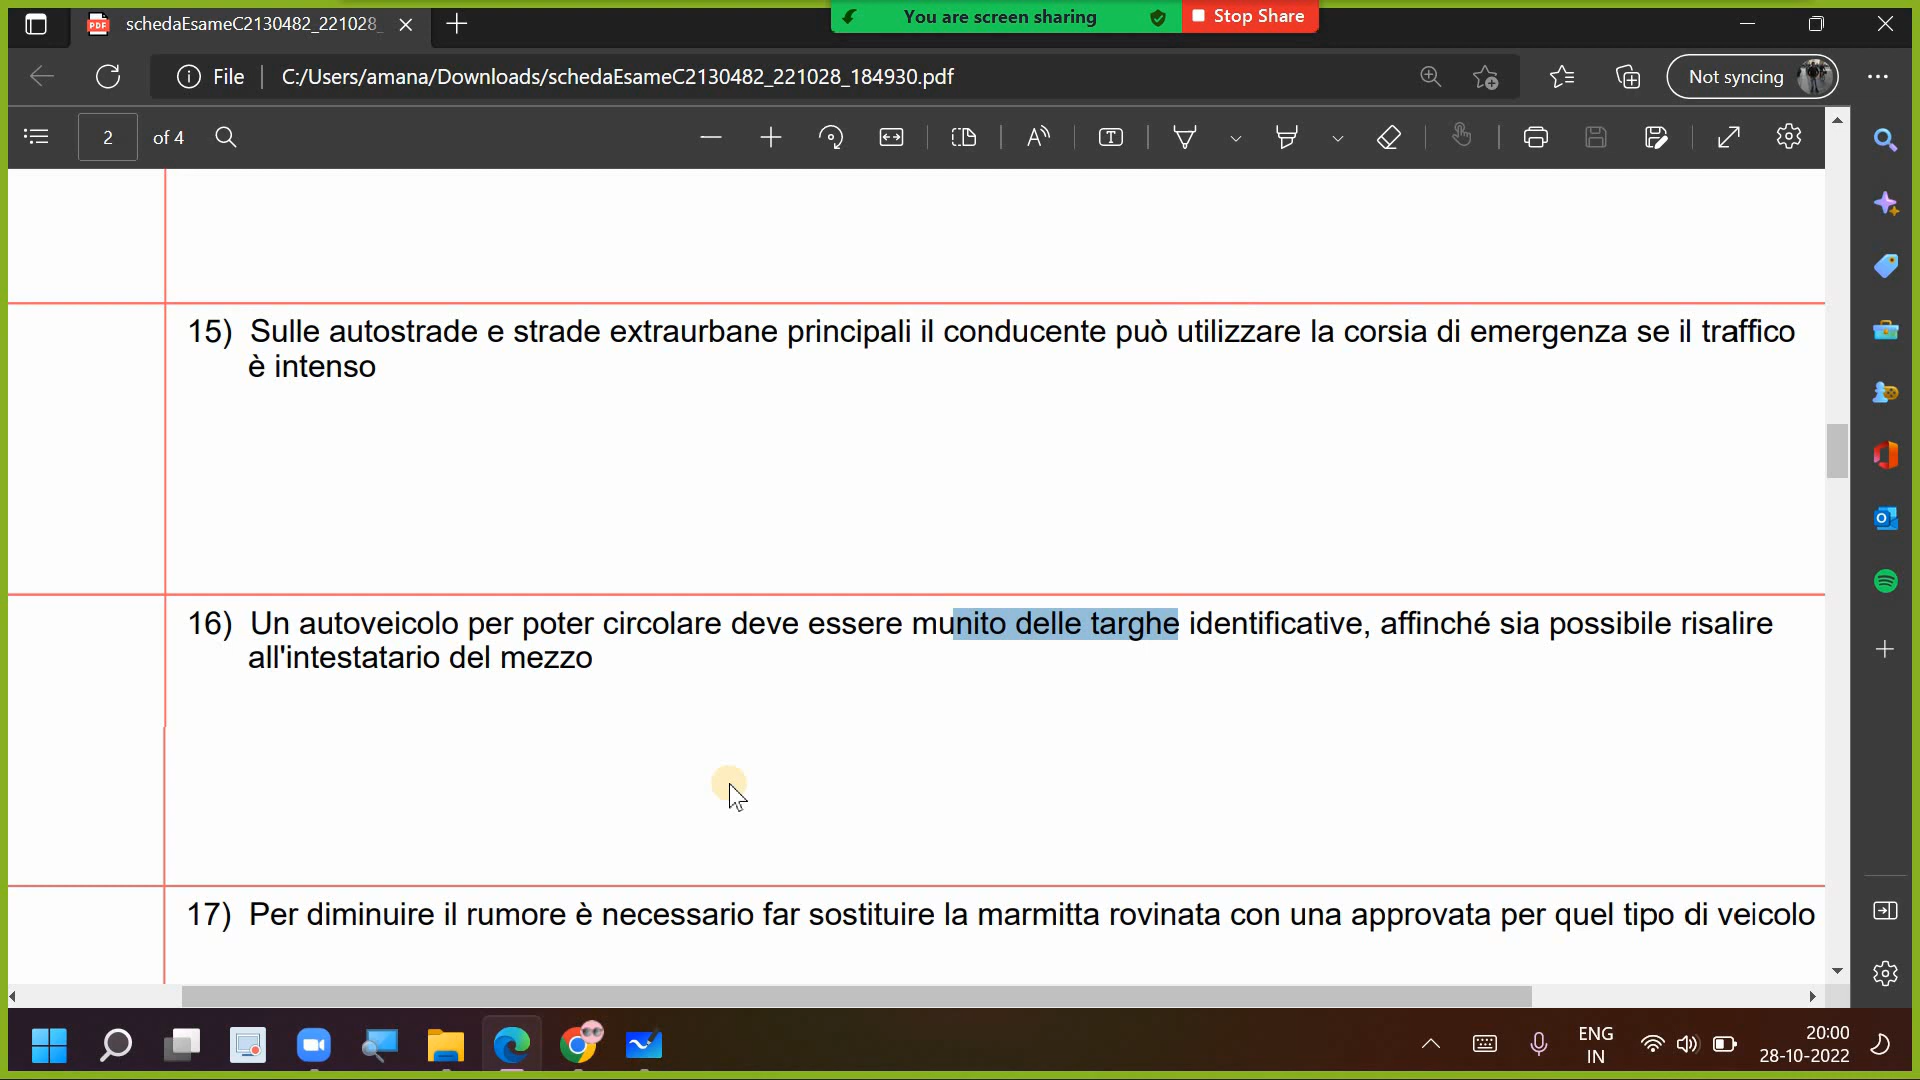 schedaEsameC2130482_221028_
You are screen sharing
Stop Share
File
C:/Users/amana/Downloads/schedaEsameC2130482_221028_184930.pdf
Not syncing
2 of 4
15) Sulle autostrade e strade extraurbane principali il conducente può utilizzare la corsia di emergenza se il traffico
è intenso
16) Un autoveicolo per poter circolare deve essere munito delle targhe identificative, affinché sia possibile risalire
all'intestatario del mezzo
17) Per diminuire il rumore è necessario far sostituire la marmitta rovinata con una approvata per quel tipo di veicolo
ENG
IN
20:00
28-10-2022